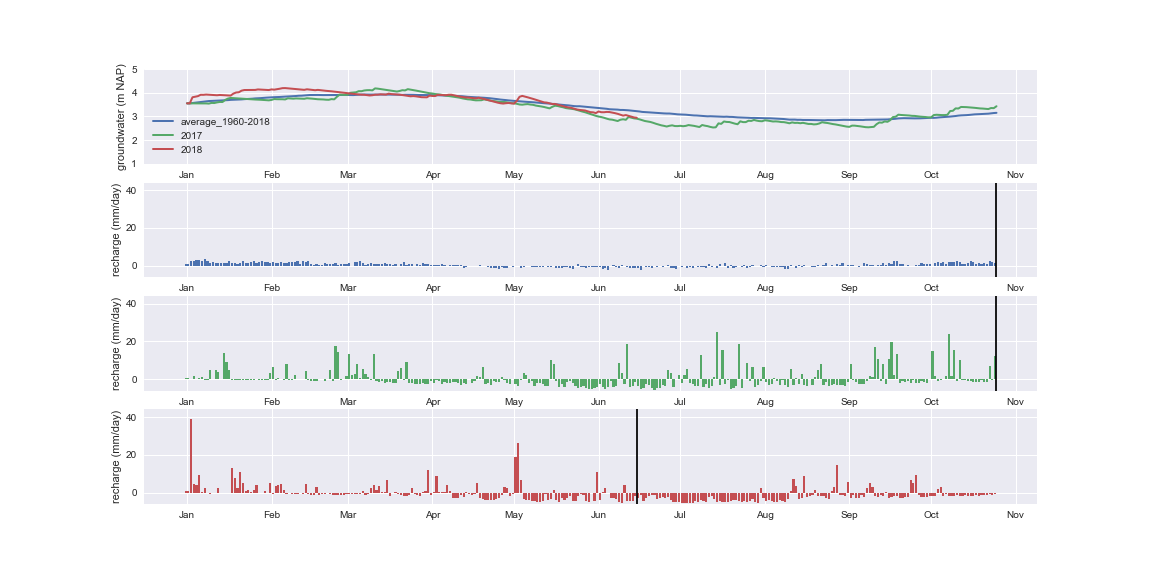 groundwater (m NAP)
5
4
3
2
1
average_1960-2018
2017
2018
Jan Feb Mar Apr May Jun Jul Aug Sep Oct Nov
recharge (mm/day)
40
20
0
Jan Feb Mar Apr May Jun Jul Aug Sep Oct Nov
recharge (mm/day)
40
20
0
Jan Feb Mar Apr May Jun Jul Aug Sep Oct Nov
recharge (mm/day)
40
20
0
Jan Feb Mar Apr May Jun Jul Aug Sep Oct Nov